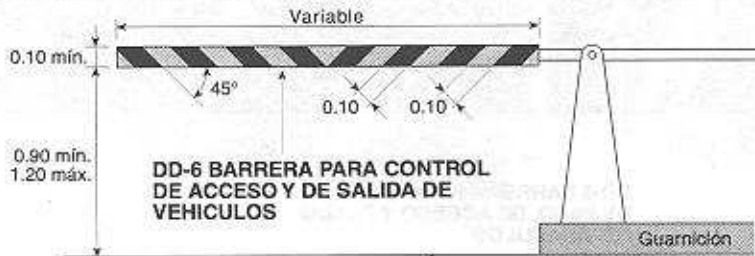 Variable
0.10 mín.
45°
0.10
0.10
0.90 mín.
1.20 máx.
DD-6 BARRERA PARA CONTROL
DE ACCESO Y DE SALIDA DE
VEHICULOS
Guarnición